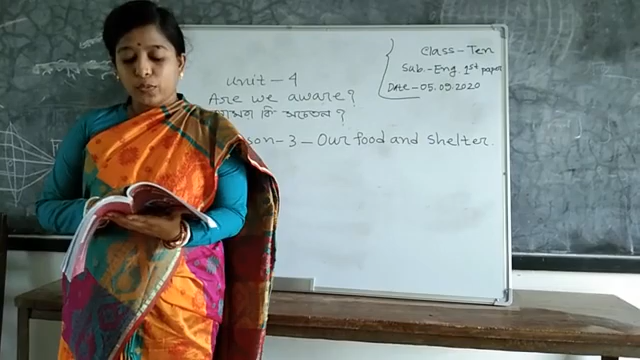 Class - Ten
Sub. - Eng. 1st paper
Date - 05.09.2020
Unit - 4
Are we aware?
কি সচেতন?
son - 3 - Our food and Shelter.